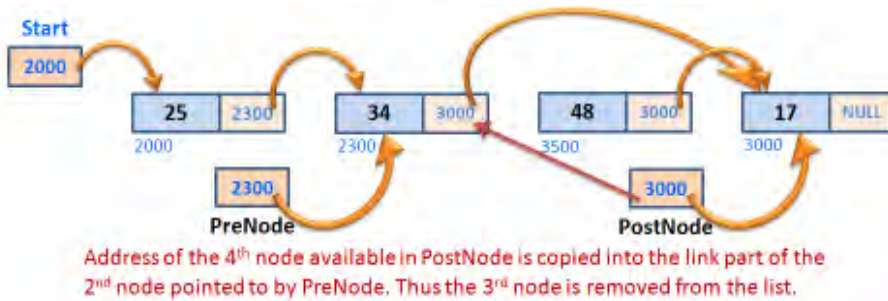 Start
2000
25 2300 34 3000 48 3000 17 NULL
2000 2300 3500 3000
2300 3000
PreNode PostNode
Address of the 4th node available in PostNode is copied into the link part of the
2nd node pointed to by PreNode. Thus the 3rd node is removed from the list.